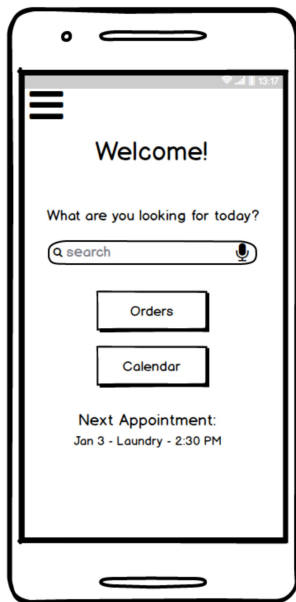 13:17
Welcome!
What are you looking for today?
search
Orders
Calendar
Next Appointment:
Jan 3 - Laundry - 2:30 PM